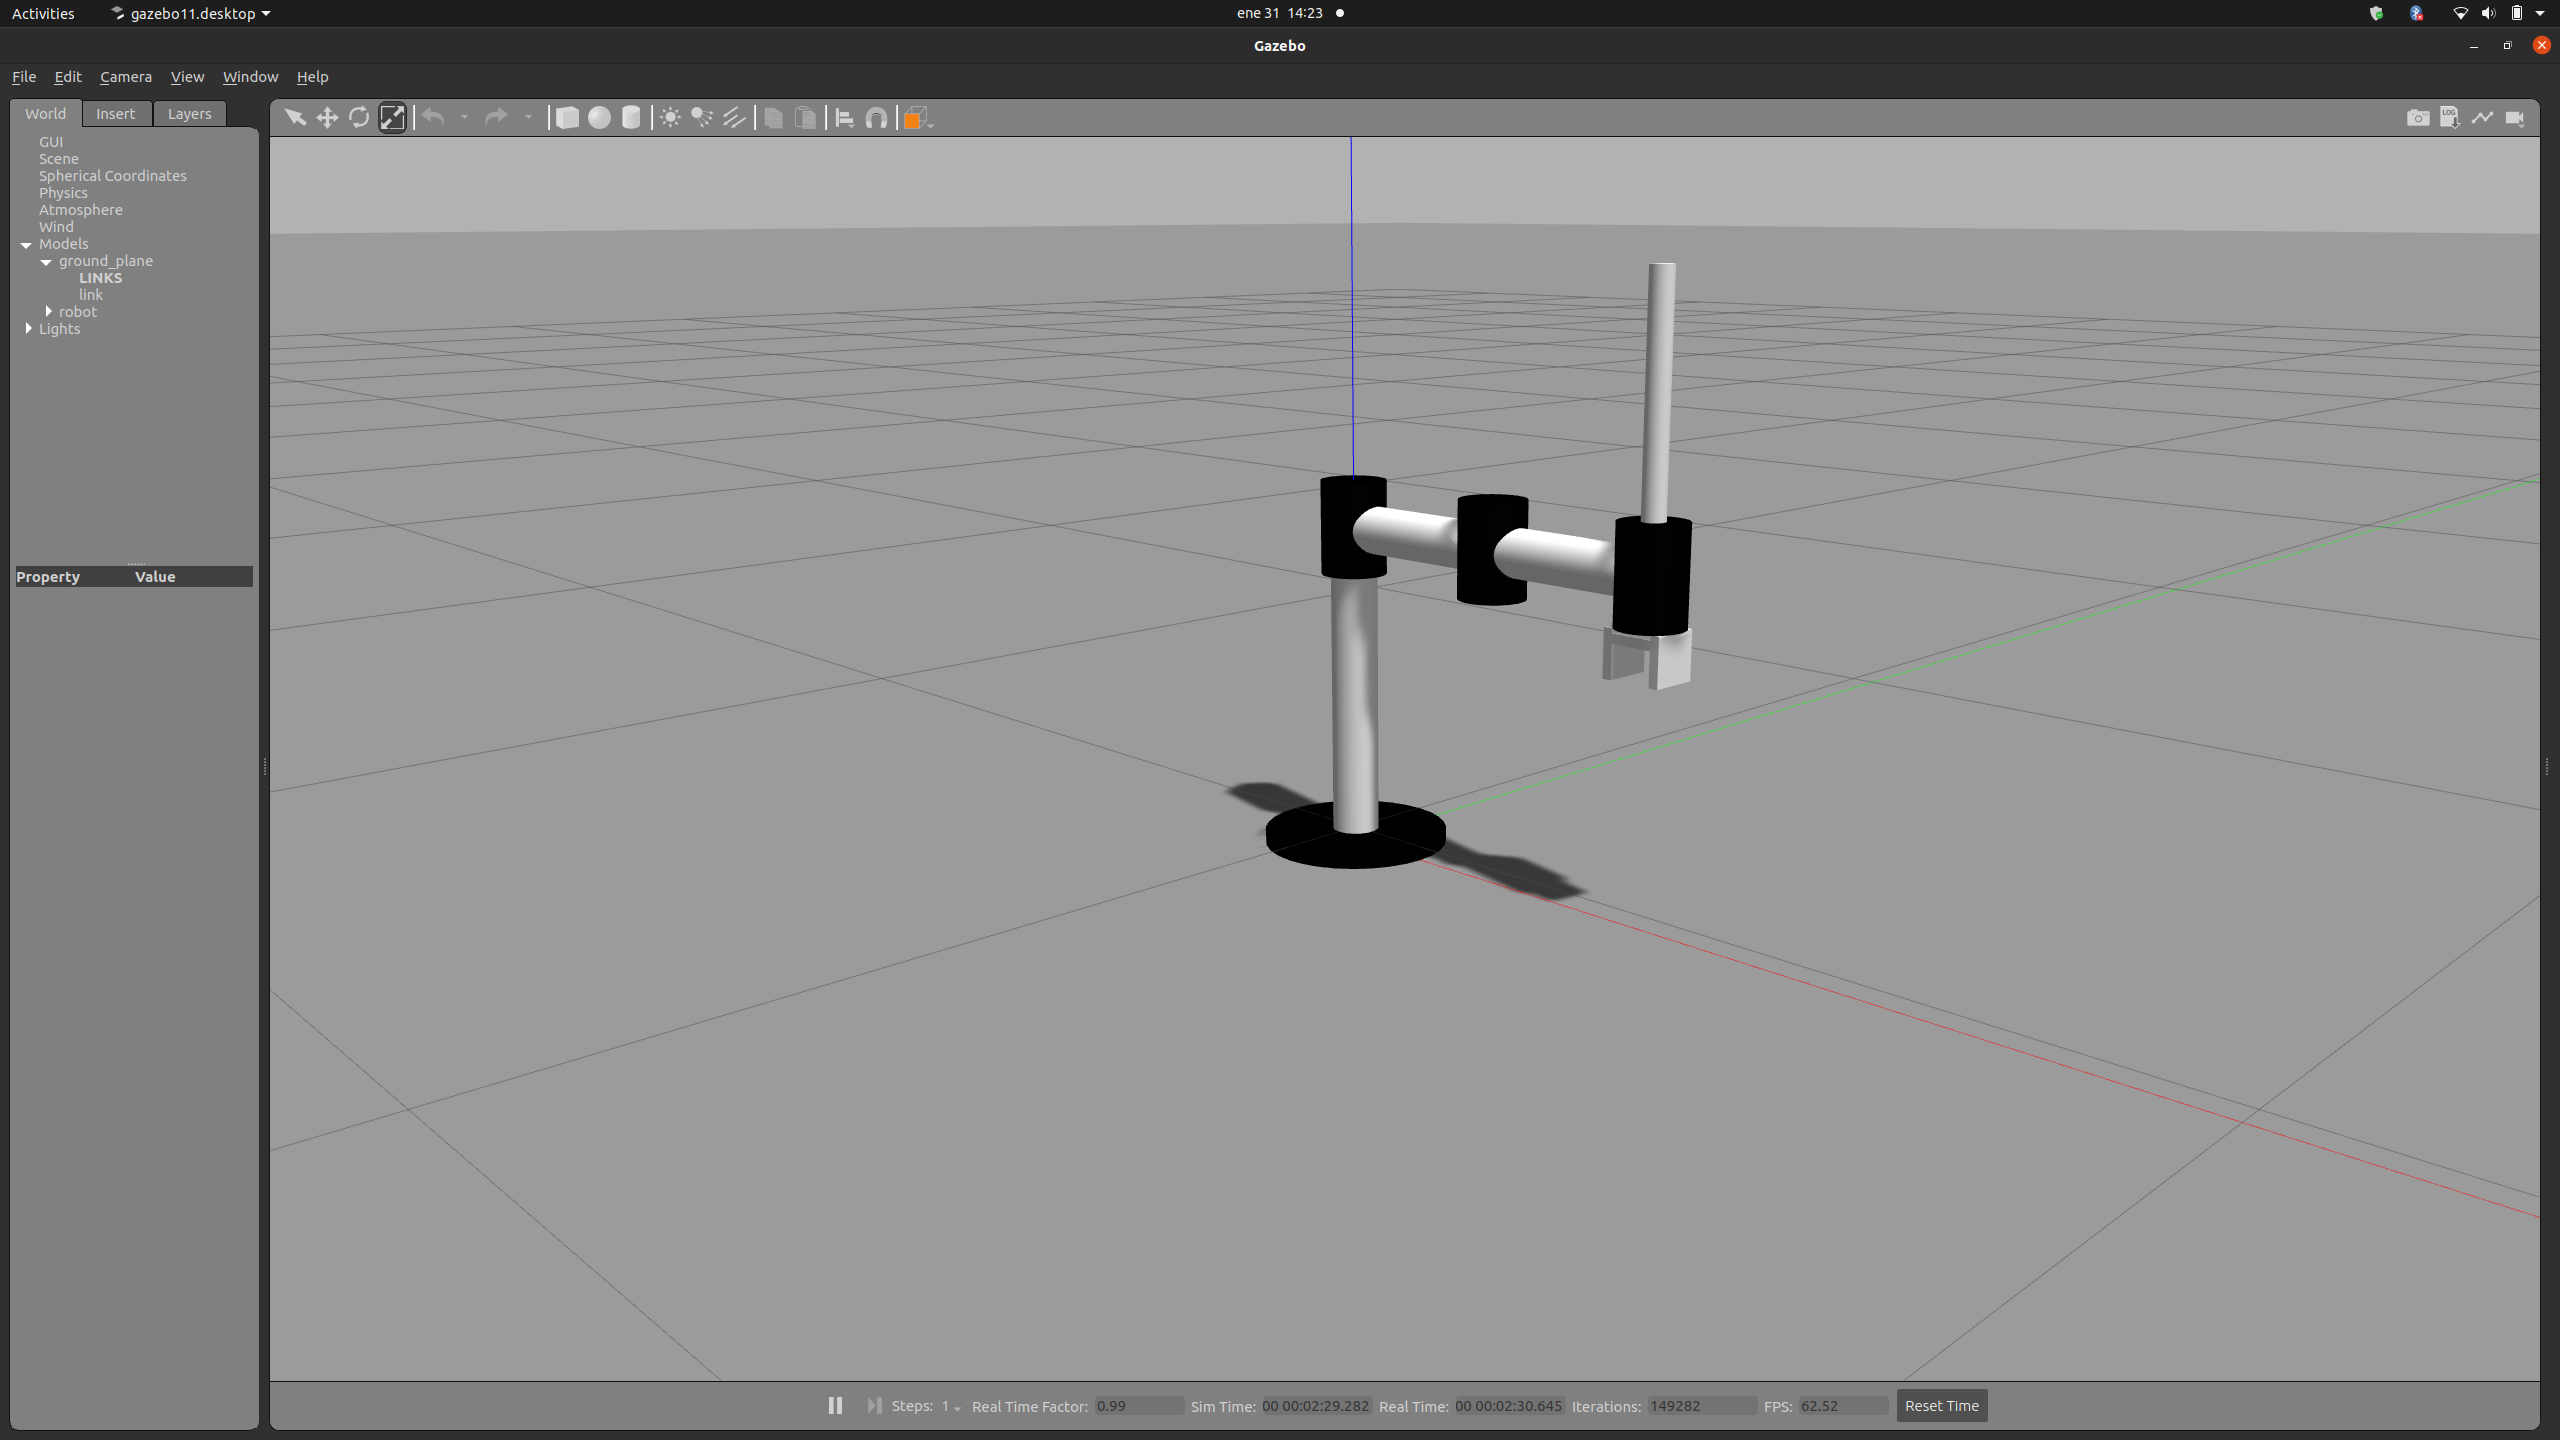 Activities gazebo11.desktop ene 31 14:23
Gazebo
File Edit Camera View Window Help
World Insert Layers
LOG
GUI
Scene
Spherical Coordinates
Physics
Atmosphere
Wind
Models
ground_plane
LINKS
link
robot
Lights
Property Value
Steps: 1 Real Time Factor: 0.99 Sim Time: 00 00:02:29.282 Real Time: 00 00:02:30.645 Iterations: 149282 FPS: 62.52 Reset Time